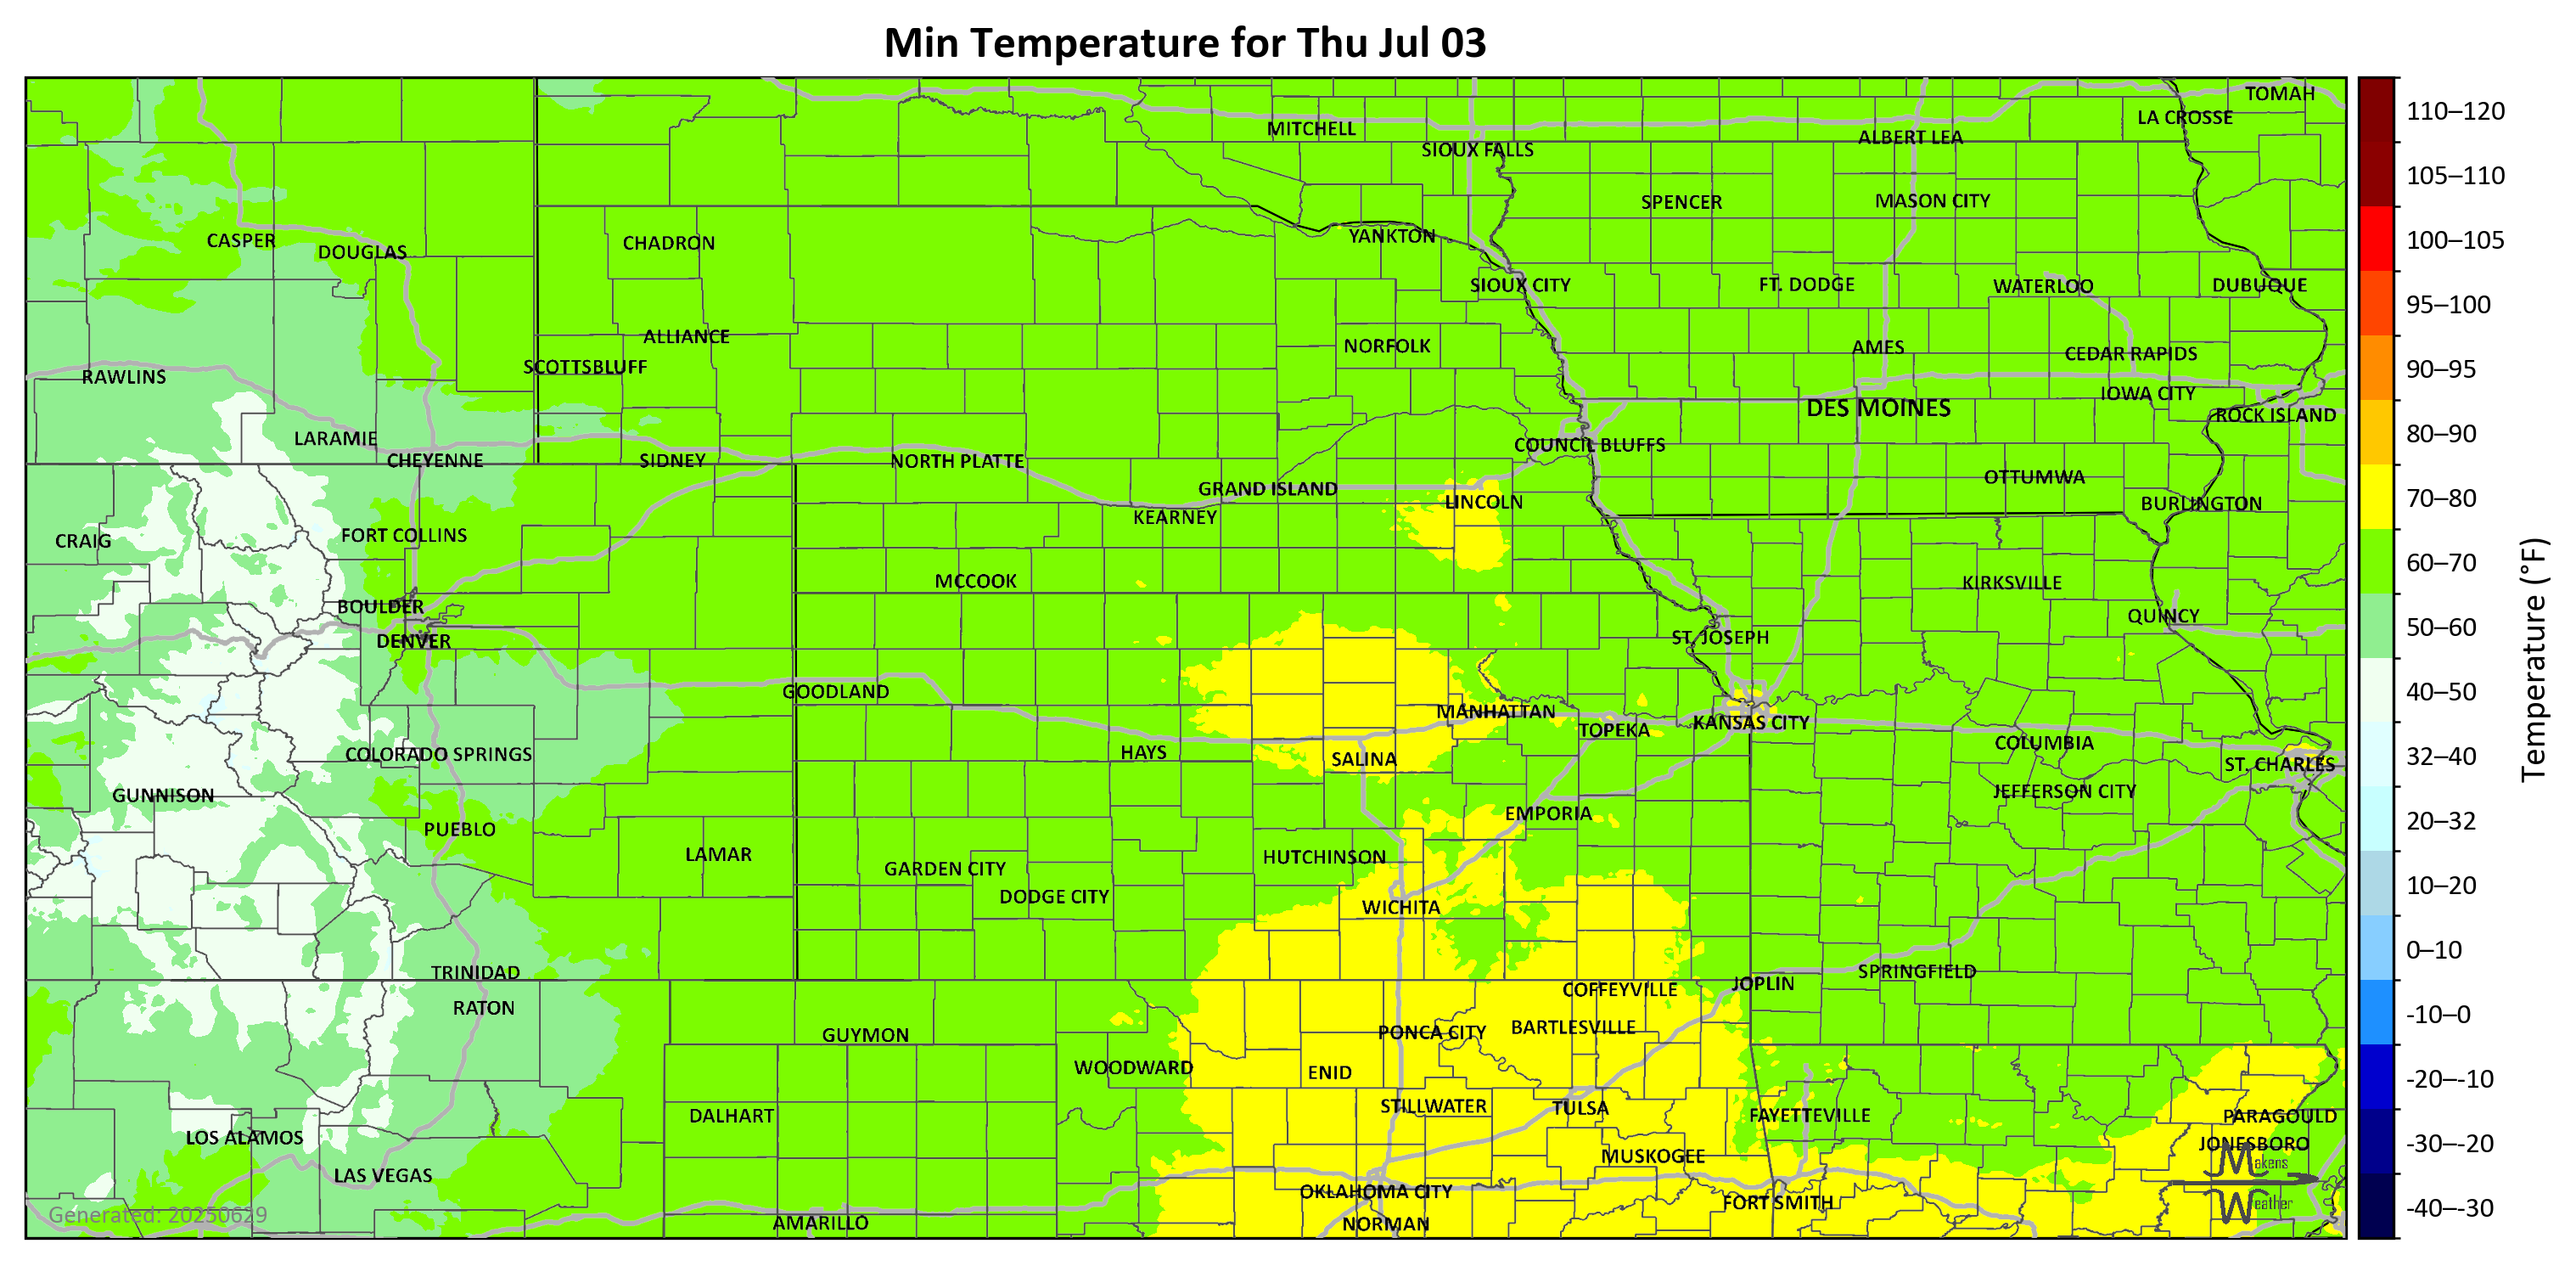 Min Temperature for Thu Jul 03
TOMAH
LA CROSSE
MITCHELL
ALBERT LEA
SIOUX FALLS
SPENCER
MASON CITY
CASPER
DOUGLAS
CHADRON
YANKTON
SIOUX CITY
FT. DODGE
WATERLOO
DUBUQUE
ALLIANCE
NORFOLK
AMES
CEDAR RAPIDS
SCOTTSBLUFF
RAWLINS
IOWA CITY
DES MOINES
ROCK ISLAND
LARAMIE
COUNCIL BLUFFS
CHEYENNE
SIDNEY
NORTH PLATTE
OTTUMWA
GRAND ISLAND
LINCOLN
BURLINGTON
KEARNEY
FORT COLLINS
CRAIG
MCCOOK
KIRKSVILLE
BOULDER
QUINCY
DENVER
ST. JOSEPH
GOODLAND
MANHATTAN
KANSAS CITY
TOPEKA
COLUMBIA
COLORADO SPRINGS
HAYS
SALINA
ST. CHARLES
GUNNISON
JEFFERSON CITY
EMPORIA
PUEBLO
LAMAR
HUTCHINSON
GARDEN CITY
DODGE CITY
WICHITA
TRINIDAD
SPRINGFIELD
JOPLIN
COFFEYVILLE
RATON
BARTLESVILLE
PONCA CITY
GUYMON
WOODWARD
ENID
STILLWATER
TULSA
DALHART
FAYETTEVILLE
PARAGOULD
LOS ALAMOS
JONESBORO
MUSKOGEE
LAS VEGAS
OKLAHOMA CITY
FORT SMITH
AMARILLO
NORMAN
Makens
Weather
Generated: 20250629
110–120
105–110
100–105
95–100
90–95
80–90
70–80
60–70
50–60
40–50
32–40
20–32
10–20
0–10
-10–0
-20–-10
-30–-20
-40–-30
Temperature (°F)